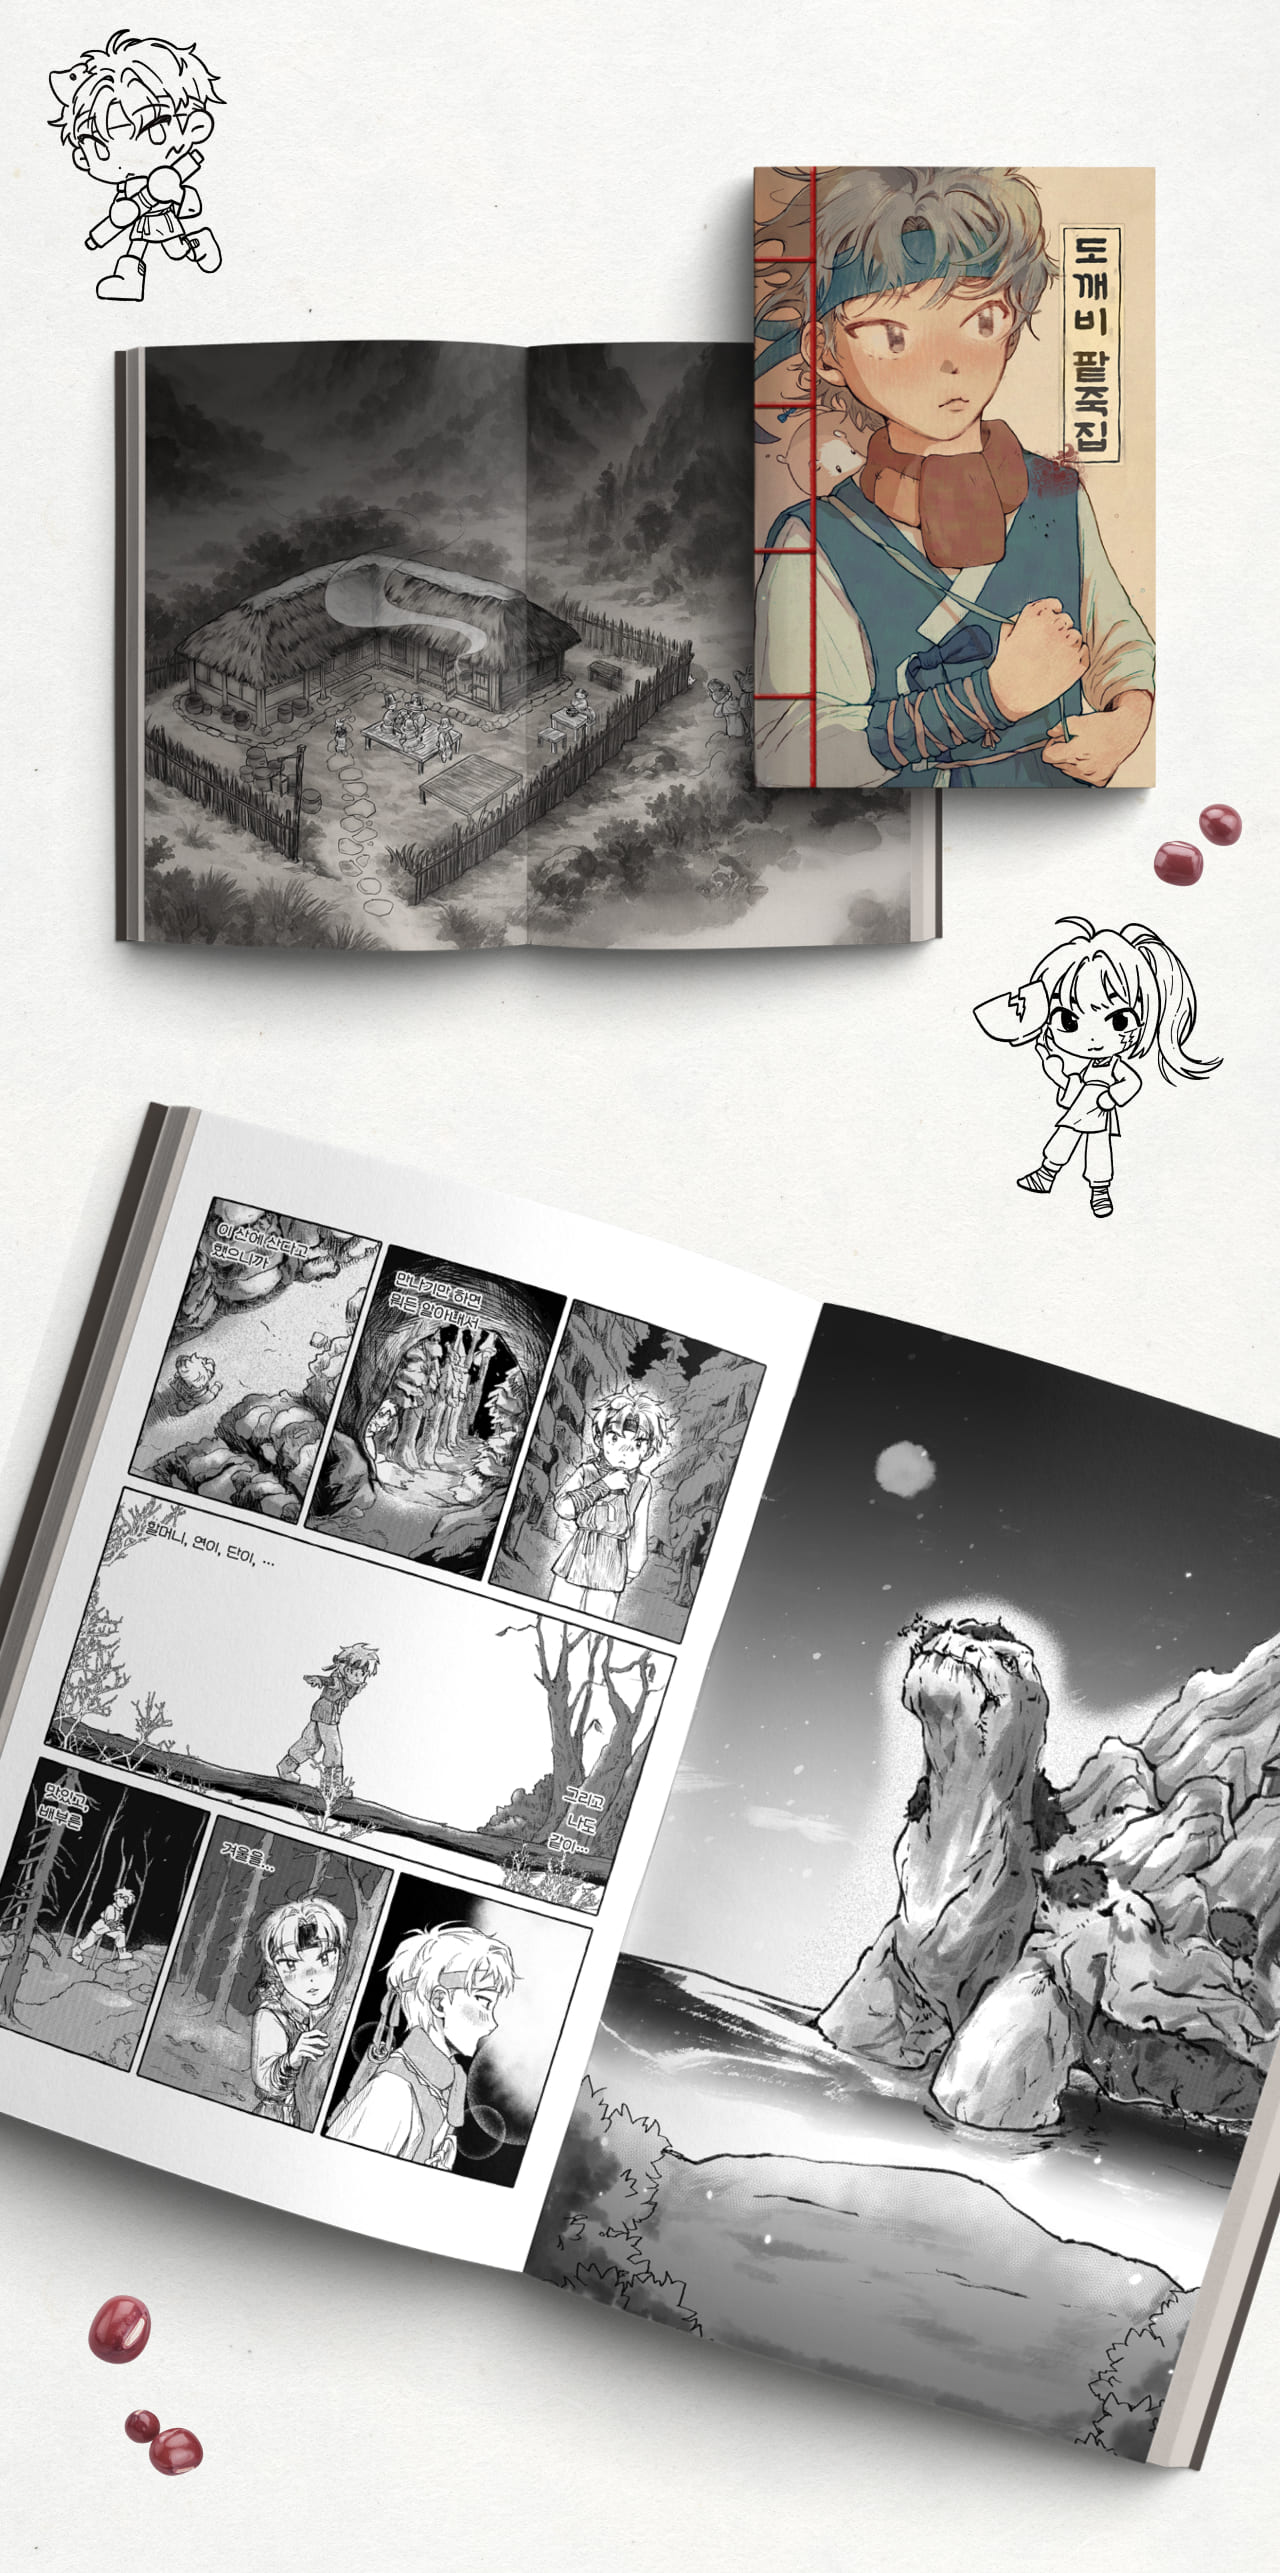 도깨비 팥죽집
이 산에 산다고
했으니까
만나기만 하면
뭐든 알아내서
할머니, 연이, 단이, …
그리고
나도
같이…
맛있고,
배부른
겨울을…